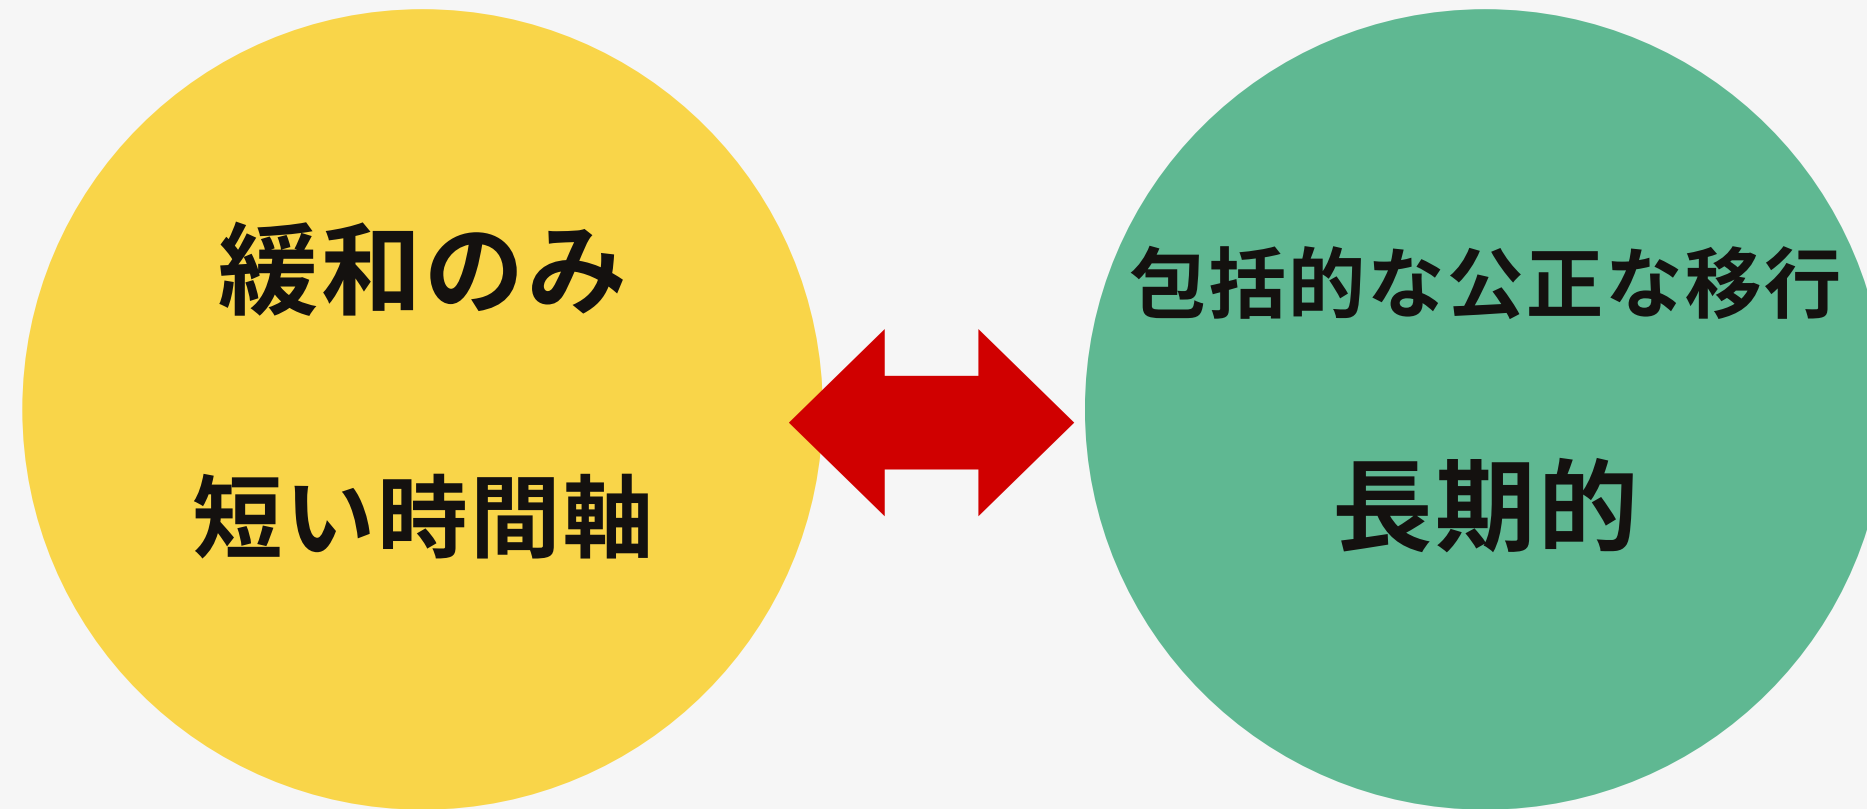 緩和のみ
短い時間軸
包括的な公正な移行
長期的